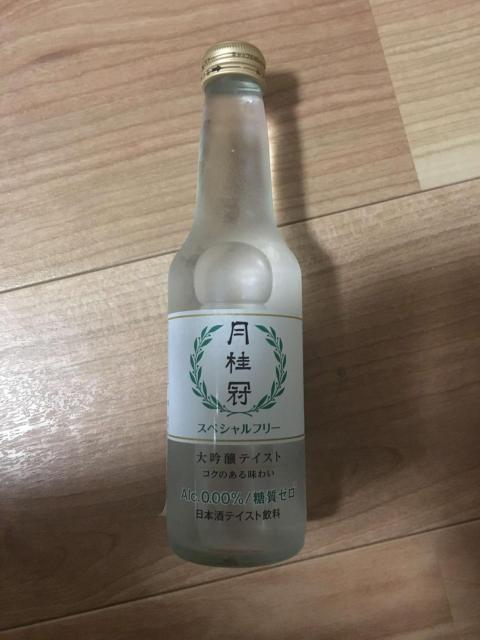 月桂冠
スペシャルフリー
大吟醸テイスト
コクのある味わい
Alc.0.00%/糖質ゼロ
日本酒テイスト飲料